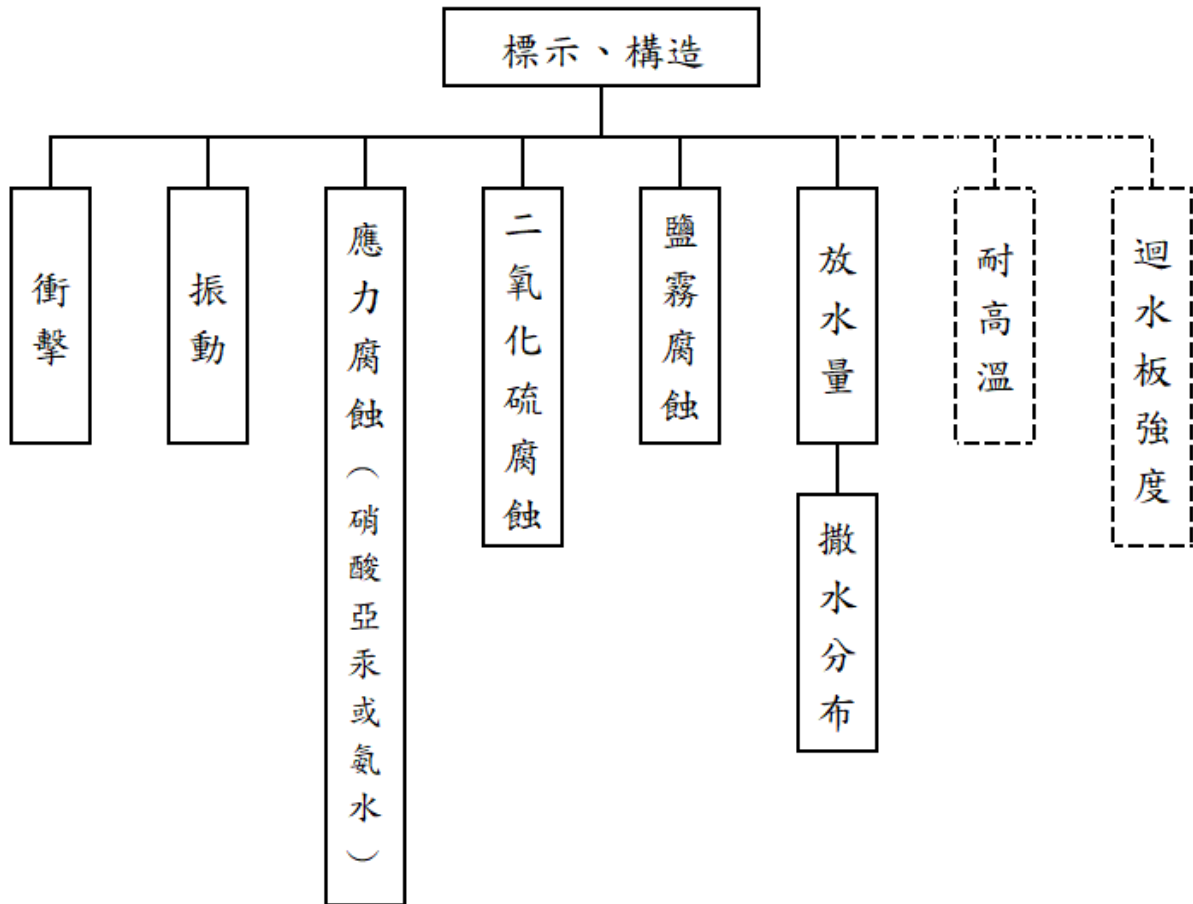 標示、構造
衝擊
振動
應力腐蝕（硝酸亞汞或氨水）
二氧化硫腐蝕
鹽霧腐蝕
放水量
撒水分布
耐高溫
迴水板強度